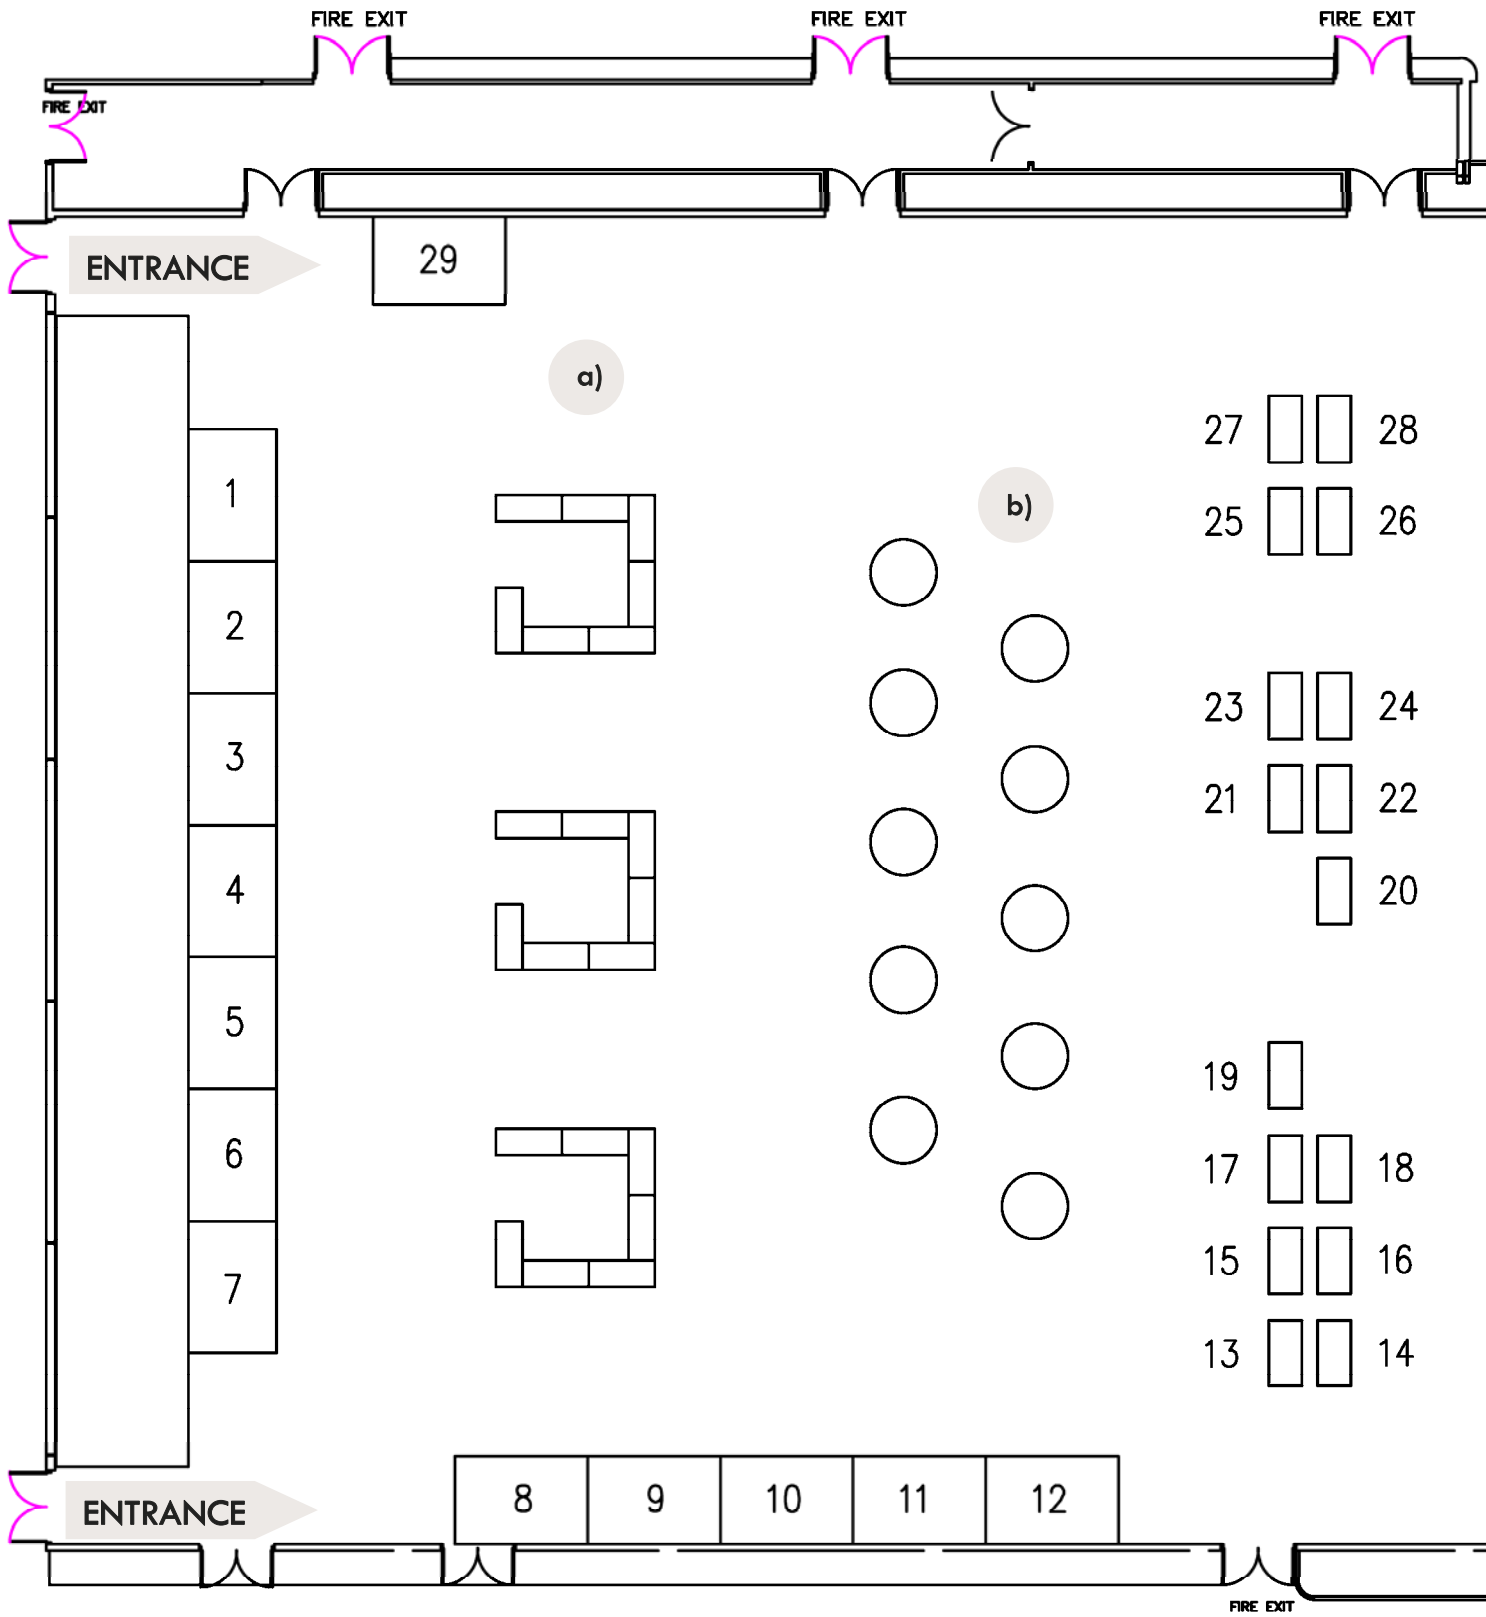 FIRE EXIT FIRE EXIT FIRE EXIT
FIRE EXIT
ENTRANCE 29
a)
27 28
1 b)
25 26
2
23 24
3
21 22
4 20
5
19
6 17 18
15 16
7
13 14
8 9 10 11 12
ENTRANCE
FIRE EXIT